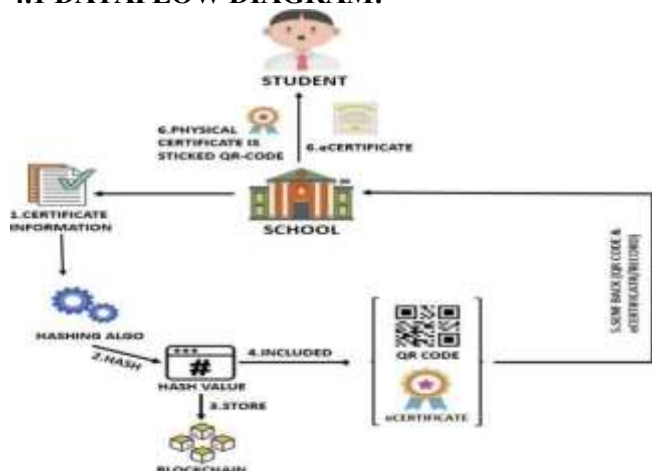 4.1 DATAFLOW DIAGRAM:
STUDENT
6.PHYSICAL
CERTIFICATE IS
STICKED QR-CODE
6.eCERTIFICATE
1.CERTIFICATE
INFORMATION
SCHOOL
5.SENT BACK (QR CODE &
eCERTIFICATE/RECORD)
HASHING ALGO
2.HASH
#
HASH VALUE
4.INCLUDED
QR CODE
eCERTIFICATE
3.STORE
BLOCKCHAIN